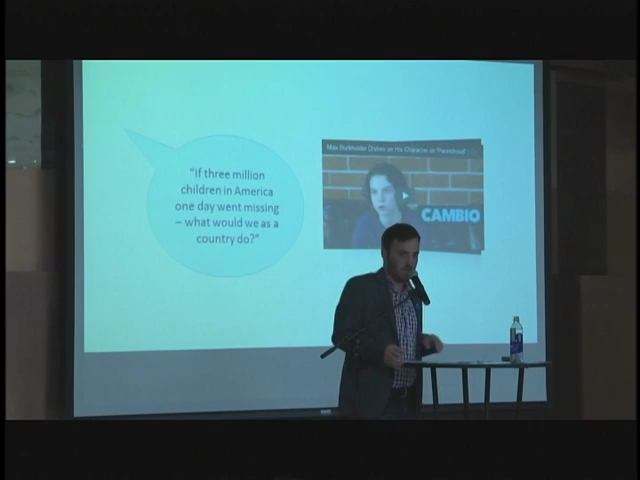 "If three million
children in America
one day went missing
– what would we as a
country do?"
Max Burkholder Dishes on His Character on 'Parenthood'
CAMBIO